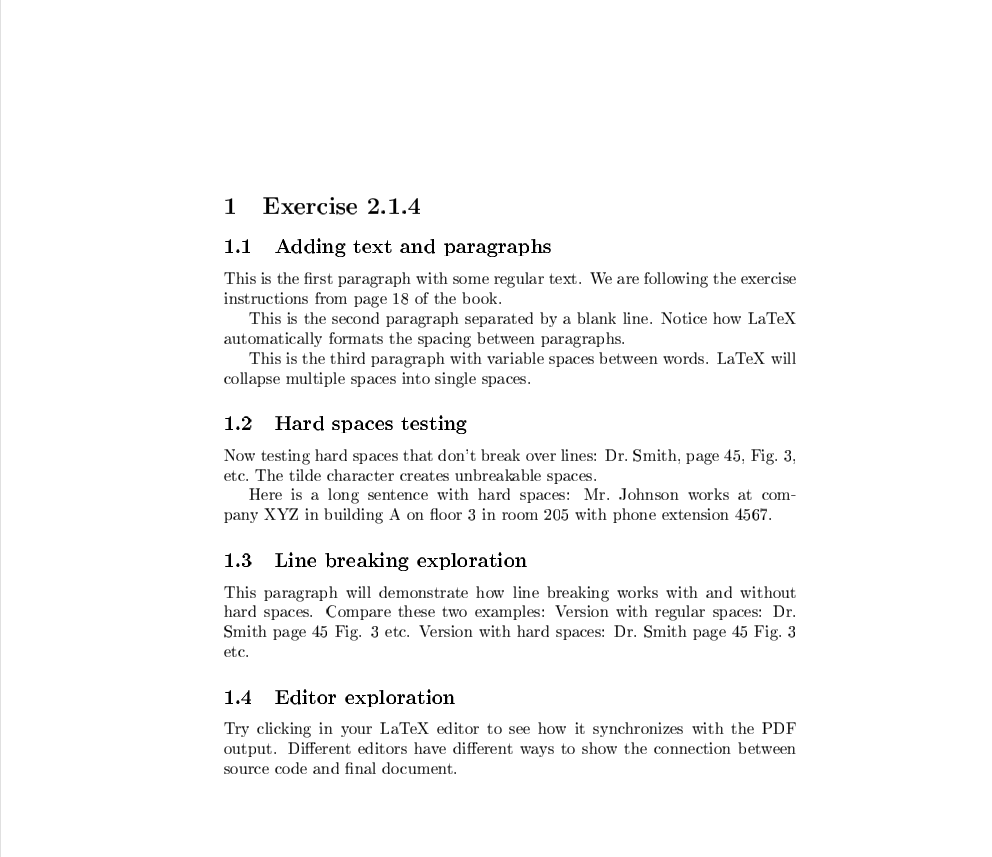 1 Exercise 2.1.4
1.1 Adding text and paragraphs
This is the first paragraph with some regular text. We are following the exercise
instructions from page 18 of the book.
This is the second paragraph separated by a blank line. Notice how LaTeX
automatically formats the spacing between paragraphs.
This is the third paragraph with variable spaces between words. LaTeX will
collapse multiple spaces into single spaces.
1.2 Hard spaces testing
Now testing hard spaces that don't break over lines: Dr. Smith, page 45, Fig. 3,
etc. The tilde character creates unbreakable spaces.
Here is a long sentence with hard spaces: Mr. Johnson works at com-
pany XYZ in building A on floor 3 in room 205 with phone extension 4567.
1.3 Line breaking exploration
This paragraph will demonstrate how line breaking works with and without
hard spaces. Compare these two examples: Version with regular spaces: Dr.
Smith page 45 Fig. 3 etc. Version with hard spaces: Dr. Smith page 45 Fig. 3
etc.
1.4 Editor exploration
Try clicking in your LaTeX editor to see how it synchronizes with the PDF
output. Different editors have different ways to show the connection between
source code and final document.